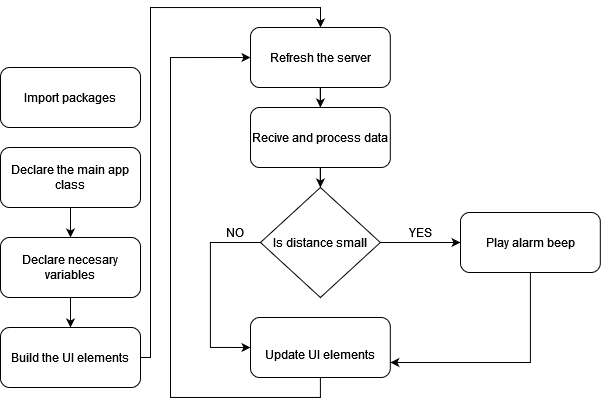 Import packages
Declare the main app
class
Declare necesary
variables
Build the UI elements
Refresh the server
Recive and process data
Is distance small
NO
YES
Play alarm beep
Update UI elements